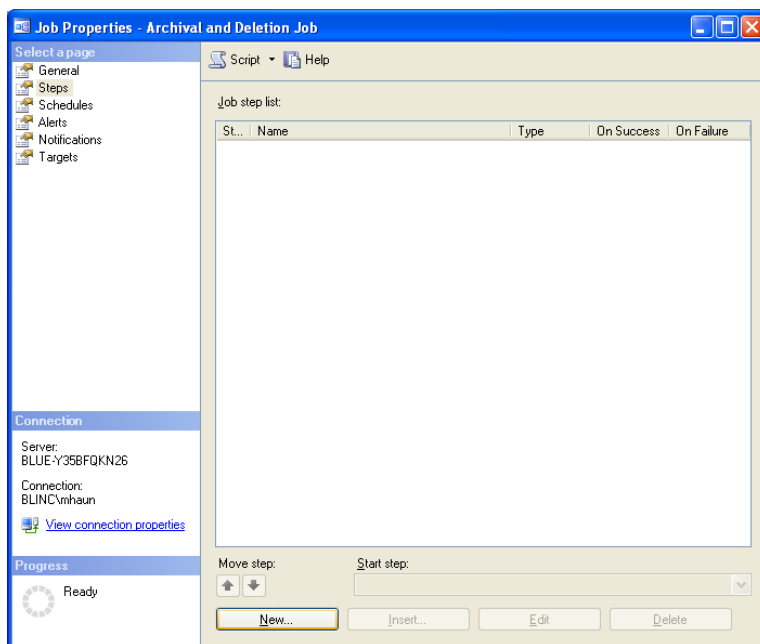 Job Properties - Archival and Deletion Job
Select a page
General
Steps
Schedules
Alerts
Notifications
Targets
Script
Help
Job step list:
St... Name Type On Success On Failure
Connection
Server:
BLUE-Y35BFQKN26
Connection:
BLINC\mhaun
View connection properties
Progress
Ready
Move step:
Start step:
New... Insert... Edit Delete